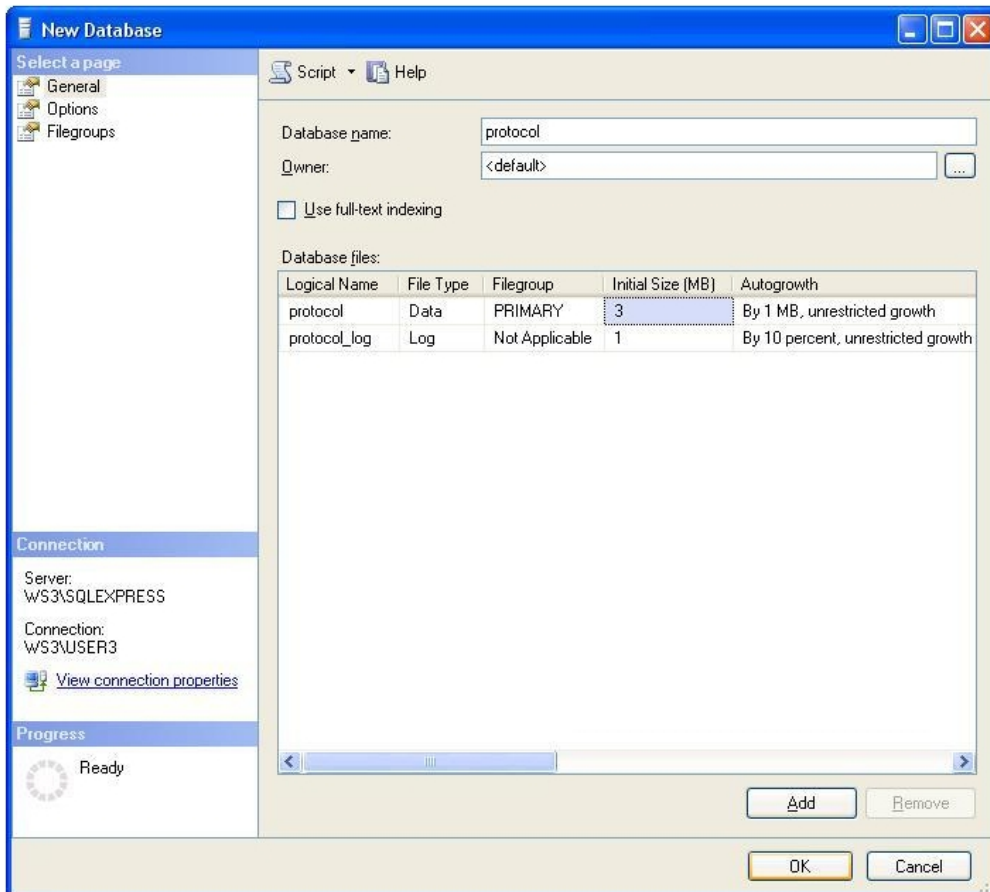 New Database
Select a page
General
Options
Filegroups
Script Help
Database name: protocol
Owner: <default> ...
Use full-text indexing
Database files:
Logical Name File Type Filegroup Initial Size (MB) Autogrowth
protocol Data PRIMARY 3 By 1 MB, unrestricted growth
protocol_log Log Not Applicable 1 By 10 percent, unrestricted growth
Connection
Server:
WS3\SQLEXPRESS
Connection:
WS3\USER3
View connection properties
Progress
Ready
Add Remove
OK Cancel